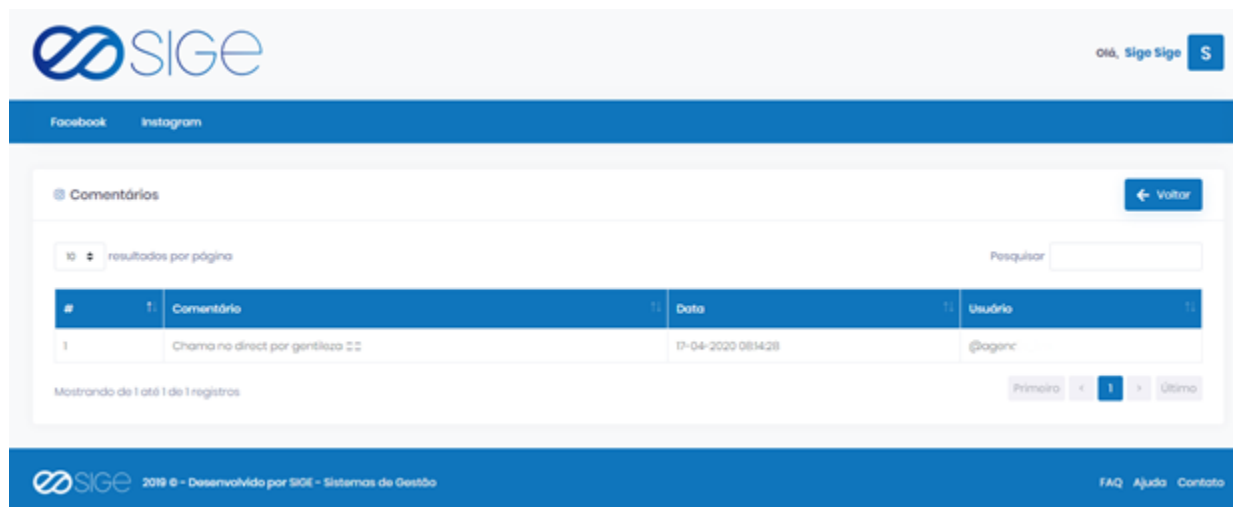 SIGE
Olá, Sige Sige S
Facebook Instagram
Comentários
Voltar
10 resultados por página
Pesquisar
# Comentário Data Usuário
1 Chama no direct por gentileza 17-04-2020 08:14:28 @agenc
Mostrando de 1 até 1 de 1 registros
Primeiro < 1 > Último
SIGE 2019 © - Desenvolvido por SIGE - Sistemas de Gestão
FAQ Ajuda Contato